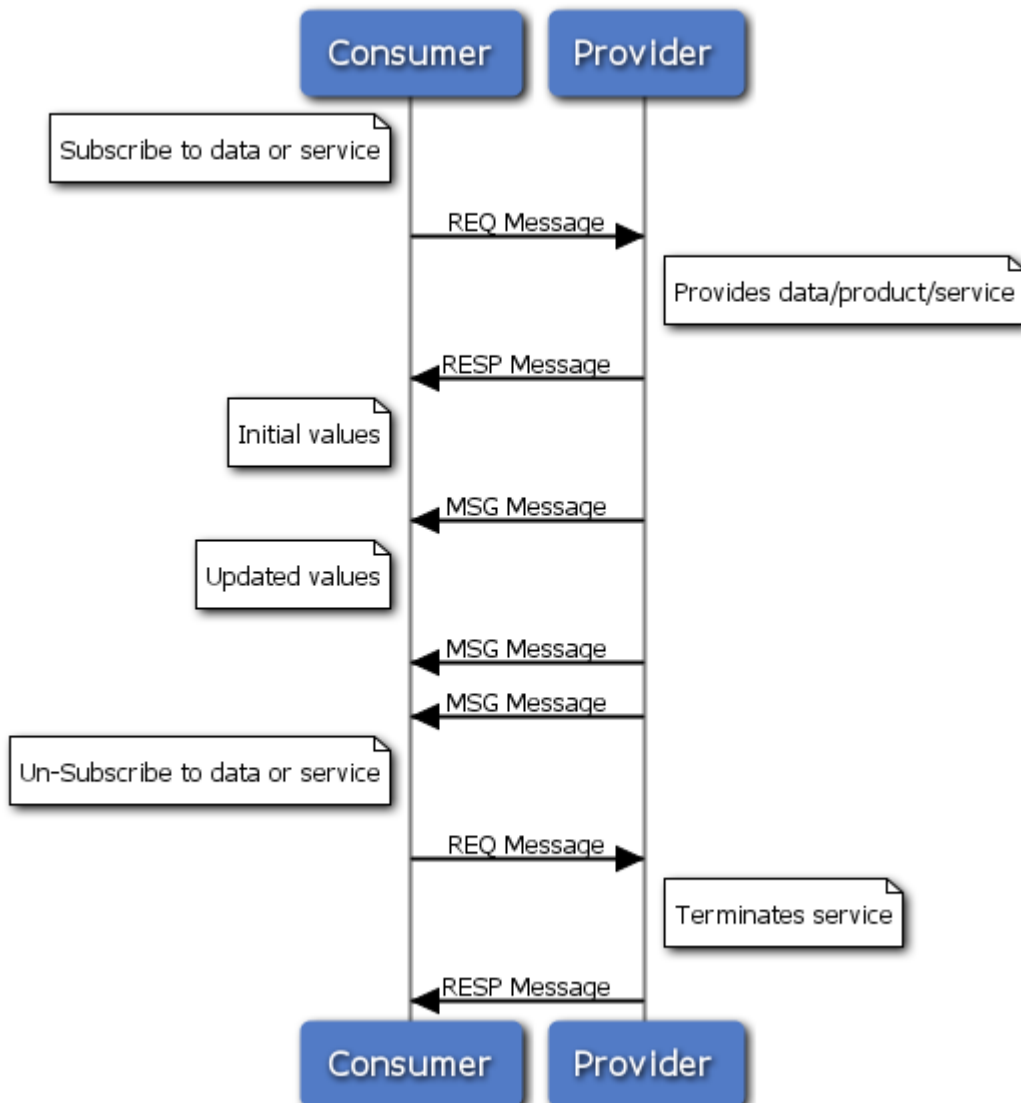 Consumer
Provider
Subscribe to data or service
REQ Message
Provides data/product/service
RESP Message
Initial values
MSG Message
Updated values
MSG Message
MSG Message
Un-Subscribe to data or service
REQ Message
Terminates service
RESP Message
Consumer
Provider